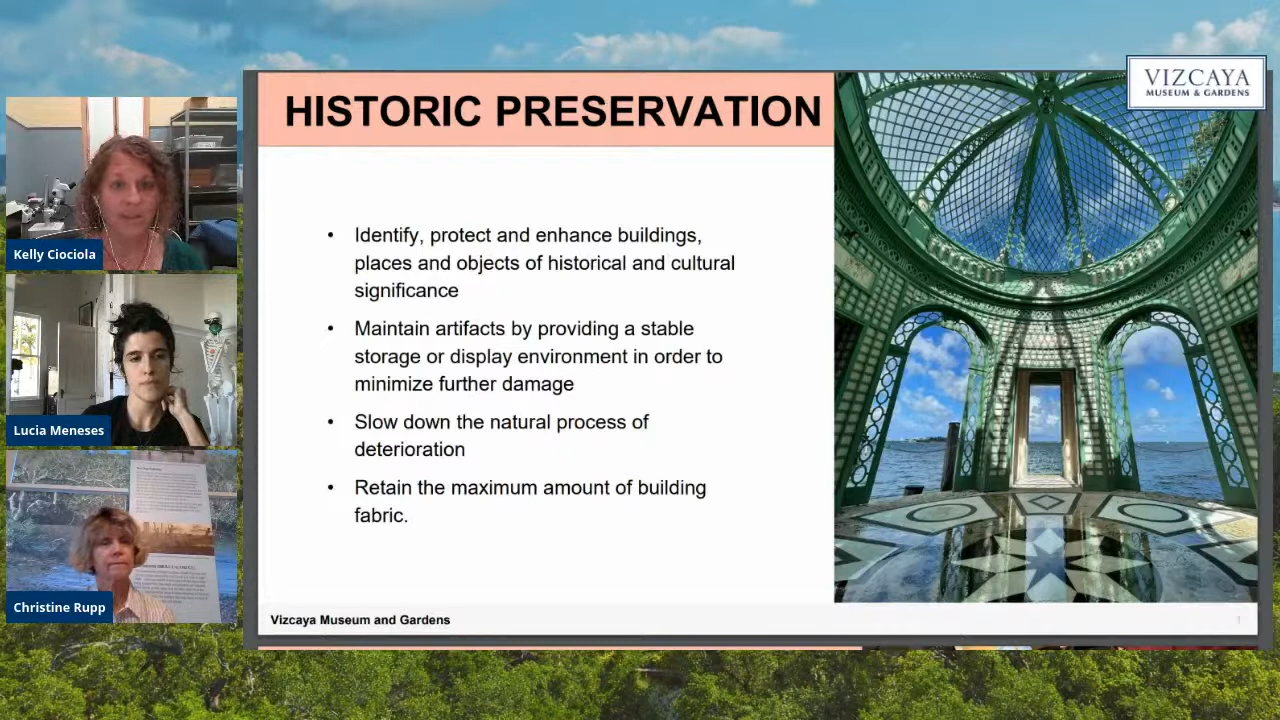 VIZCAYA
MUSEUM & GARDENS
HISTORIC PRESERVATION
Kelly Ciociola
Lucia Meneses
Christine Rupp
• Identify, protect and enhance buildings,
places and objects of historical and cultural
significance
• Maintain artifacts by providing a stable
storage or display environment in order to
minimize further damage
• Slow down the natural process of
deterioration
• Retain the maximum amount of building
fabric.
Vizcaya Museum and Gardens
1